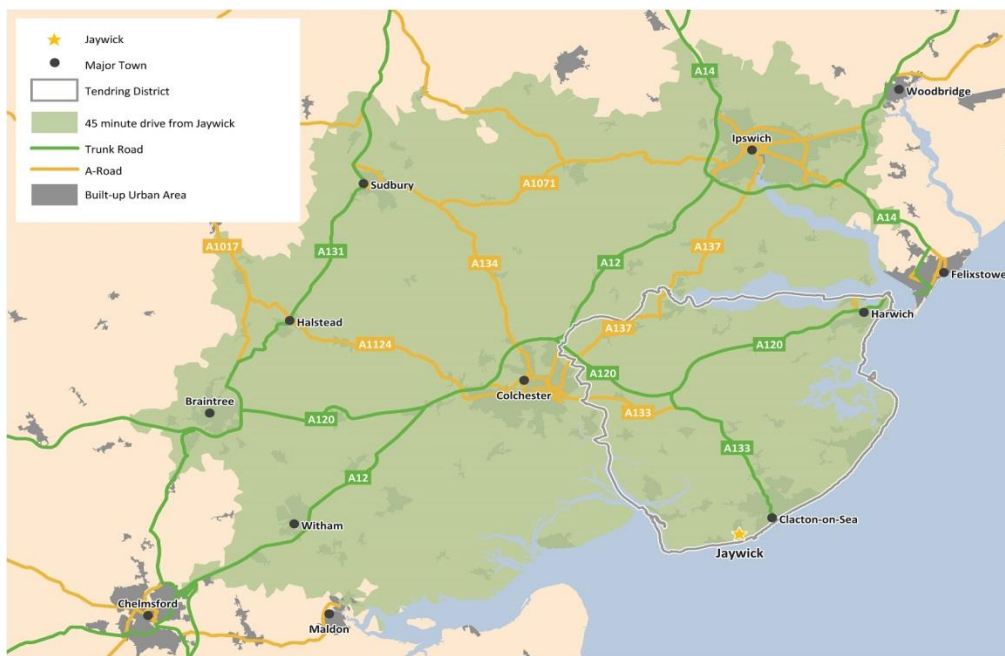 Jaywick
Major Town
Tendring District
45 minute drive from Jaywick
Trunk Road
A-Road
Built-up Urban Area
A14
Woodbridge
Ipswich
Sudbury
A1071
A14
A1017
A131
A134
A12
A137
Felixstowe
Halstead
Harwich
A1124
A137
A120
A120
Colchester
Braintree
A120
A133
A133
A12
Witham
Clacton-on-Sea
Jaywick
Chelmsford
Maldon